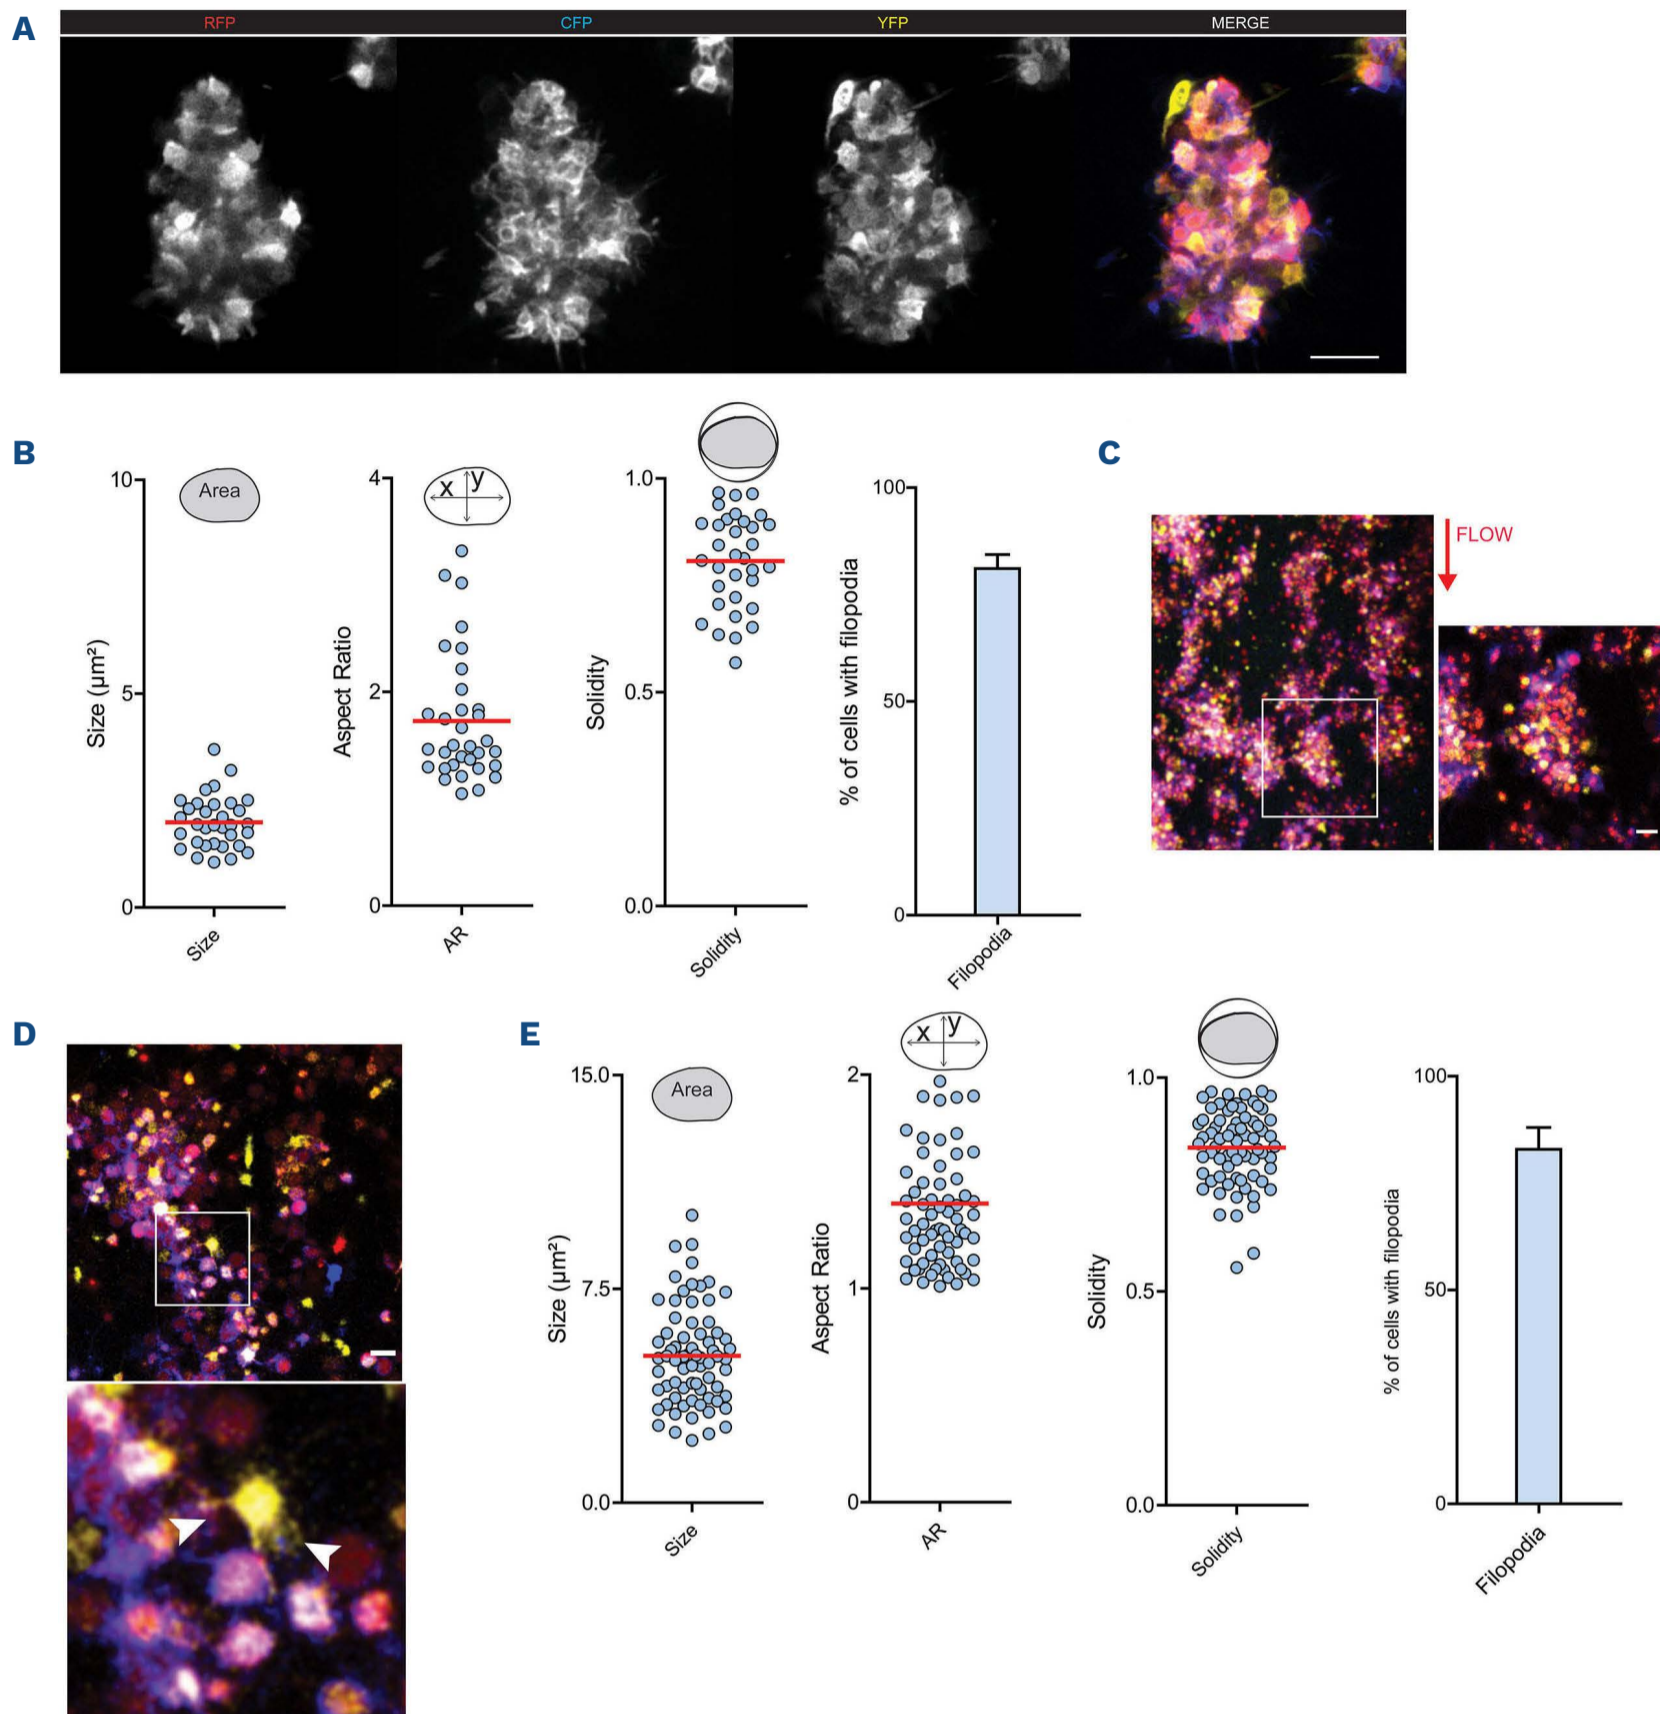 A
RFP CFP YFP MERGE
B
10
5
0
Size (µm²)
Area
Size
4
2
0
Aspect Ratio
x y
AR
1.0
0.5
0.0
Solidity
Solidity
100
50
0
% of cells with filopodia
Filopodia
C
FLOW
D
E
15.0
7.5
0.0
Size (µm²)
Area
Size
2
1
0
Aspect Ratio
x y
AR
1.0
0.5
0.0
Solidity
Solidity
100
50
0
% of cells with filopodia
Filopodia